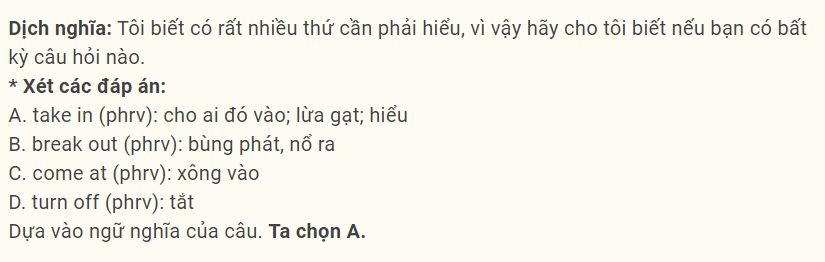 Dịch nghĩa: Tôi biết có rất nhiều thứ cần phải hiểu, vì vậy hãy cho tôi biết nếu bạn có bất
kỳ câu hỏi nào.
* Xét các đáp án:
A. take in (phrv): cho ai đó vào; lừa gạt; hiểu
B. break out (phrv): bùng phát, nổ ra
C. come at (phrv): xông vào
D. turn off (phrv): tắt
Dựa vào ngữ nghĩa của câu. Ta chọn A.